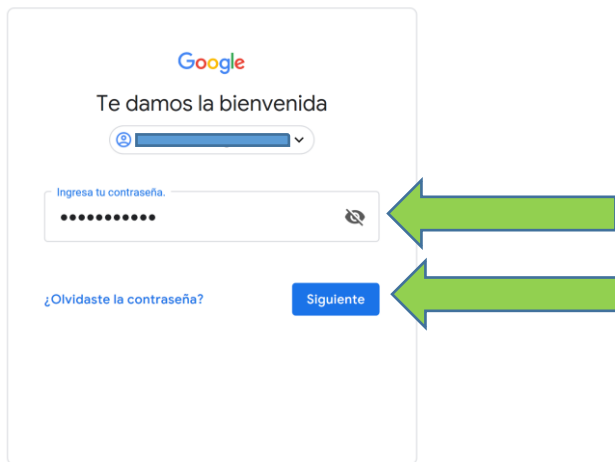 Google
Te damos la bienvenida
Ingresa tu contraseña.
•••••••••••
¿Olvidaste la contraseña? Siguiente